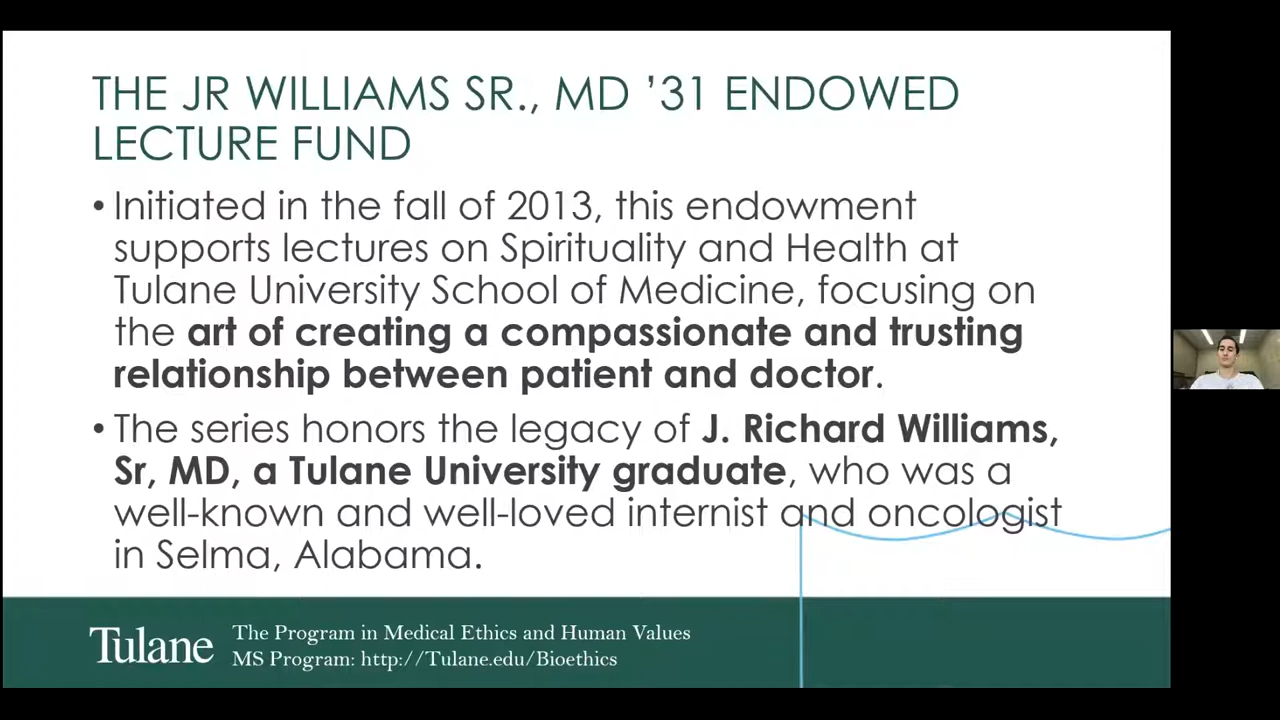 THE JR WILLIAMS SR., MD ’31 ENDOWED
LECTURE FUND
• Initiated in the fall of 2013, this endowment
supports lectures on Spirituality and Health at
Tulane University School of Medicine, focusing on
the art of creating a compassionate and trusting
relationship between patient and doctor.
• The series honors the legacy of J. Richard Williams,
Sr, MD, a Tulane University graduate, who was a
well-known and well-loved internist and oncologist
in Selma, Alabama.
Tulane
The Program in Medical Ethics and Human Values
MS Program: http://Tulane.edu/Bioethics